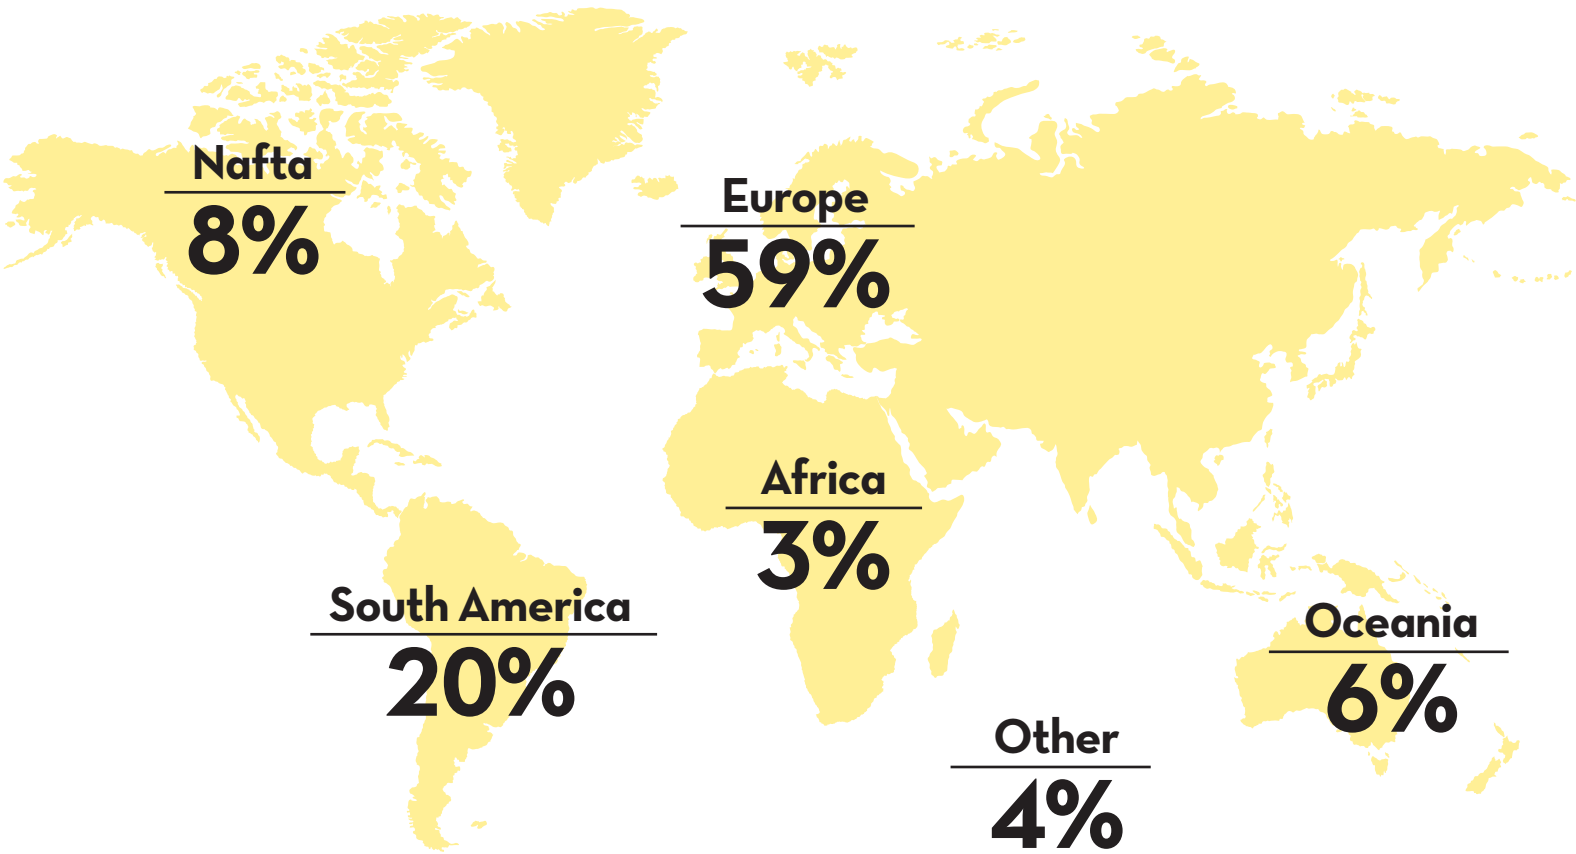 Nafta
8%
Europe
59%
Africa
3%
South America
20%
Oceania
6%
Other
4%